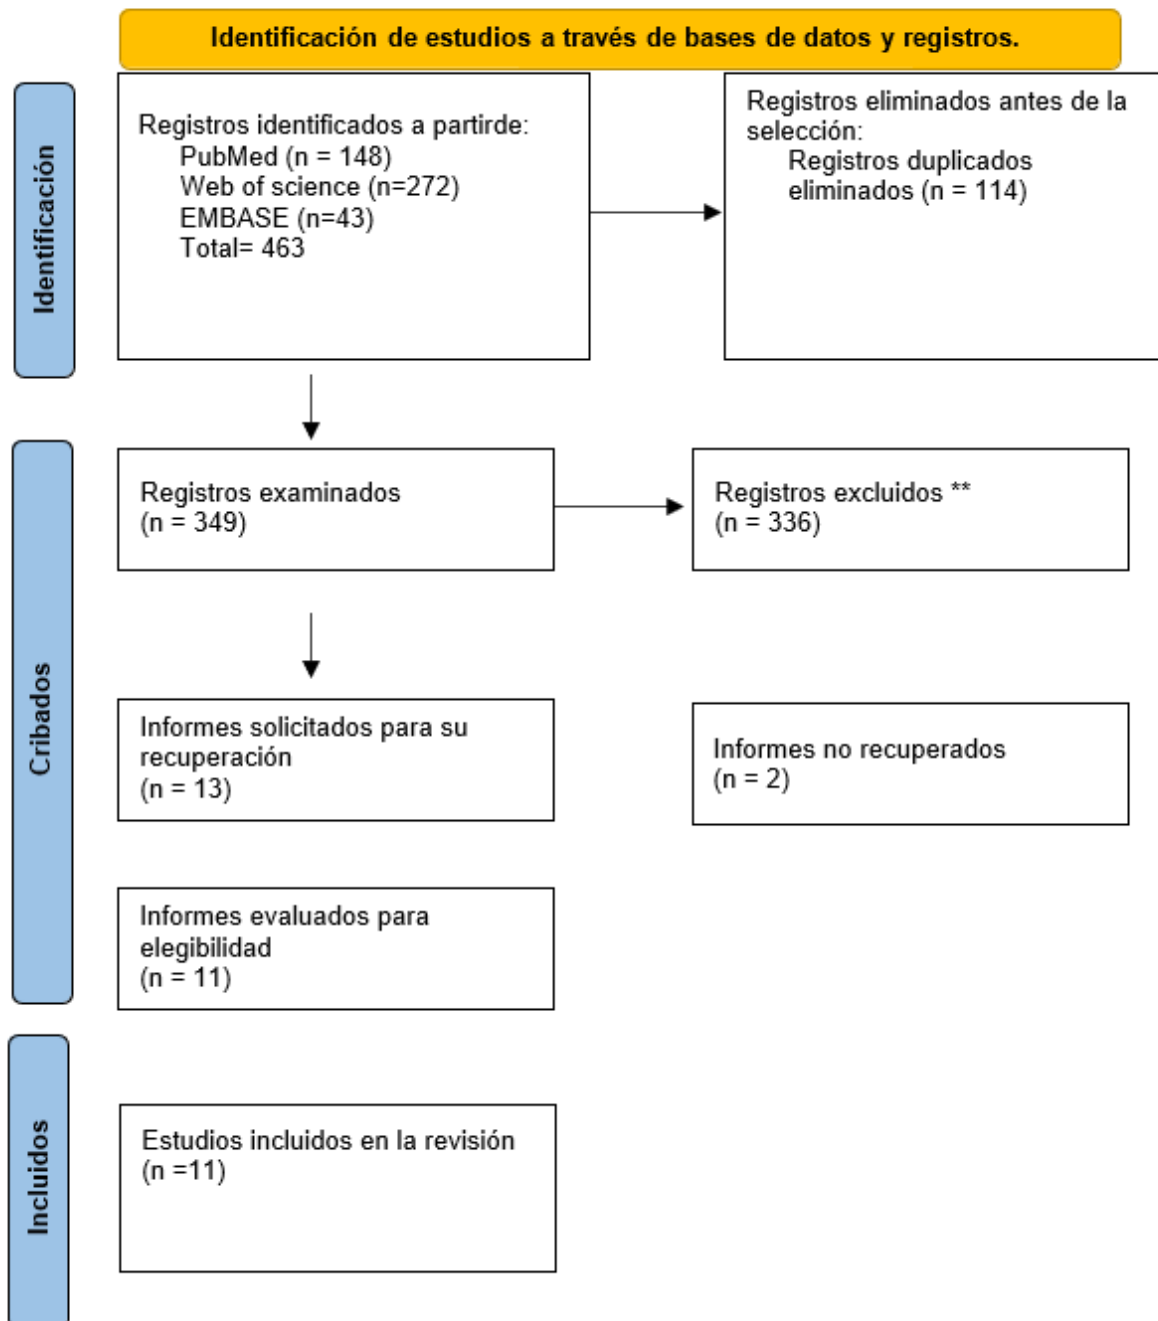 Identificación de estudios a través de bases de datos y registros.
Identificación
Registros identificados a partirde:
PubMed (n = 148)
Web of science (n=272)
EMBASE (n=43)
Total= 463
Registros eliminados antes de la
selección:
Registros duplicados
eliminados (n = 114)
Cribados
Registros examinados
(n = 349)
Registros excluidos **
(n = 336)
Informes solicitados para su
recuperación
(n = 13)
Informes no recuperados
(n = 2)
Informes evaluados para
elegibilidad
(n = 11)
Incluidos
Estudios incluidos en la revisión
(n =11)